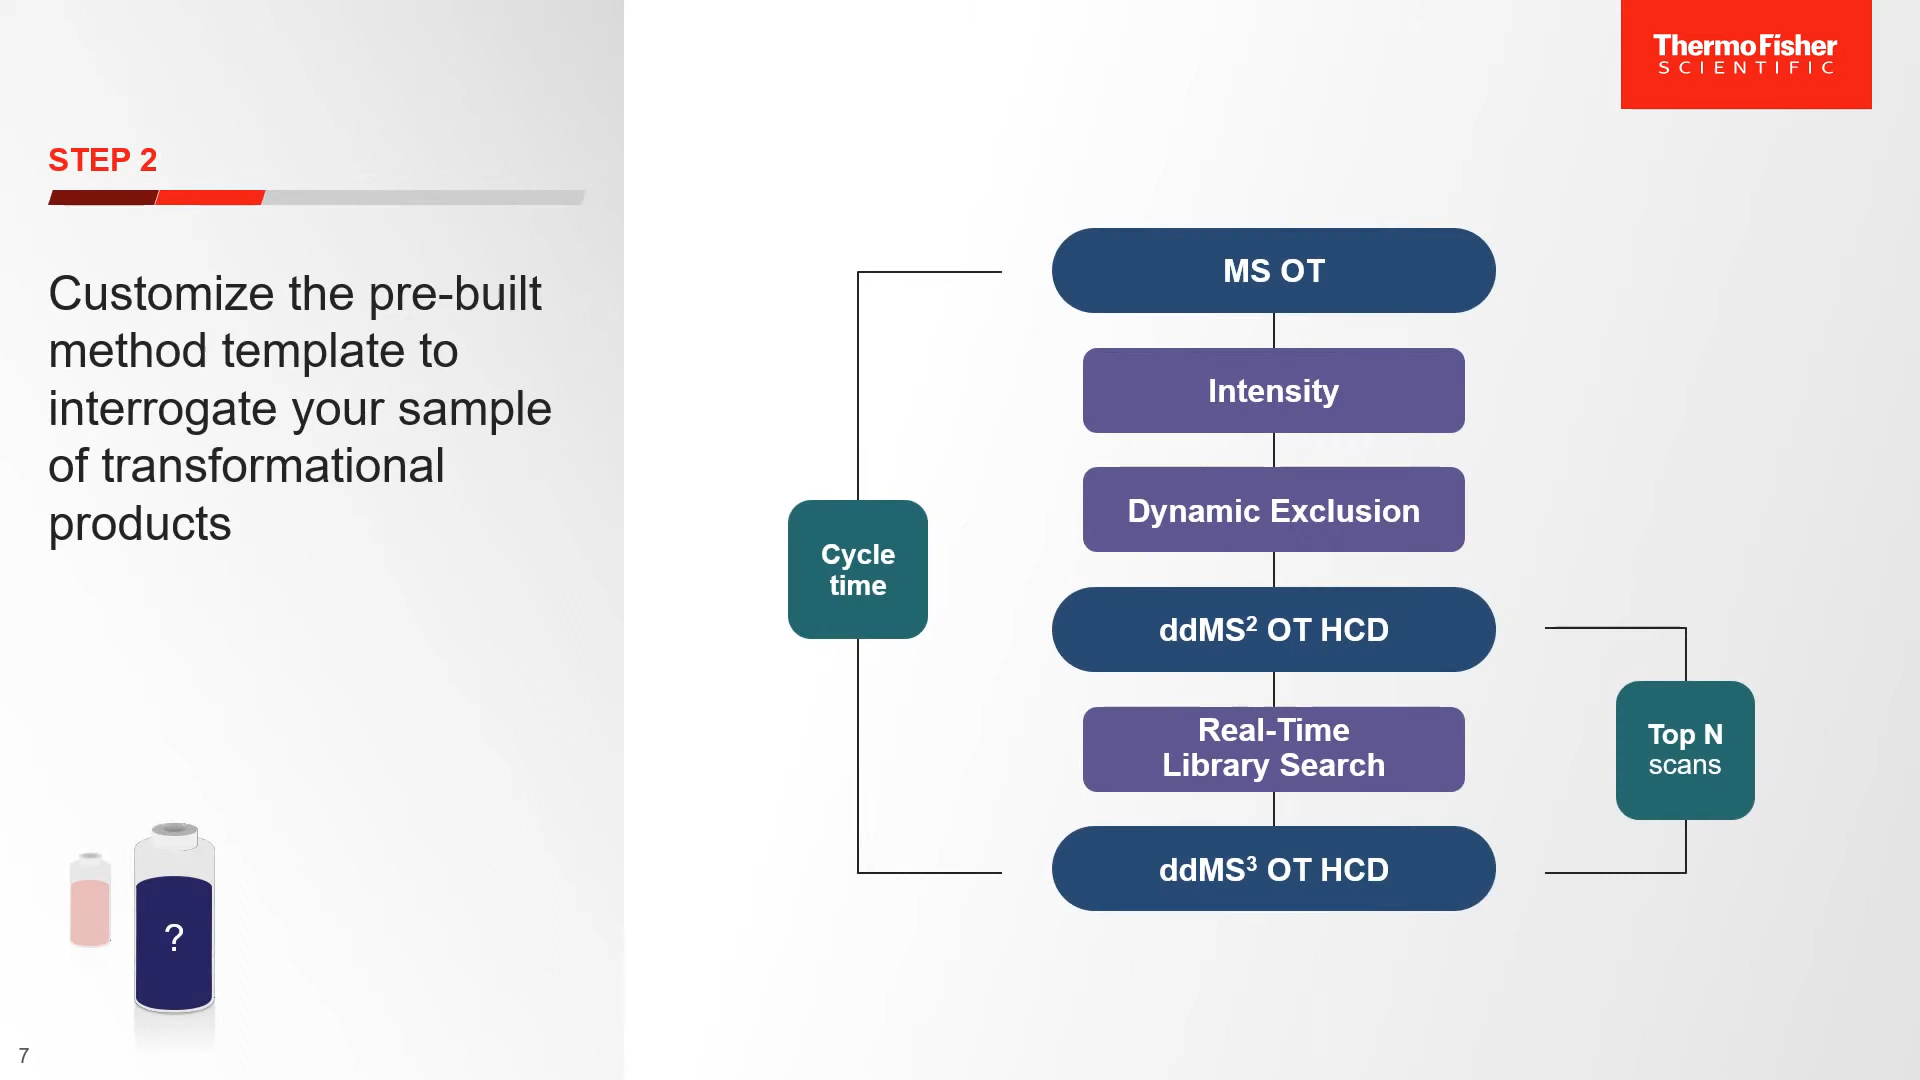 ThermoFisher
SCIENTIFIC
STEP 2
Customize the pre-built
method template to
interrogate your sample
of transformational
products
MS OT
Intensity
Dynamic Exclusion
Cycle
time
ddMS² OT HCD
Real-Time
Library Search
Top N
scans
ddMS³ OT HCD
?
7